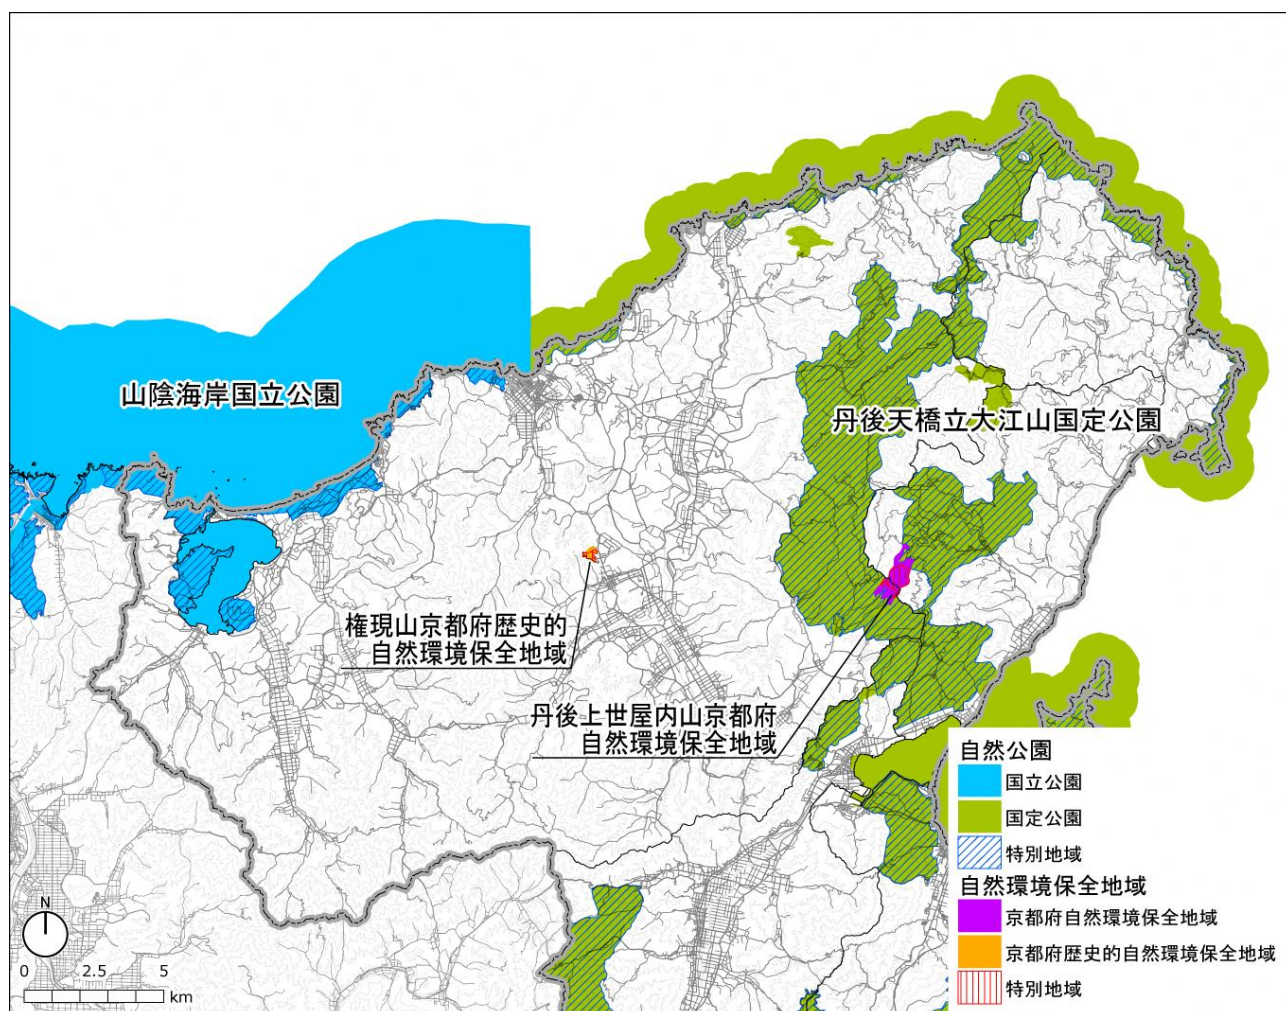 山陰海岸国立公園
丹後天橋立大江山国定公園
権現山京都府歴史的
自然環境保全地域
丹後上世屋内山京都府
自然環境保全地域
自然公園
国立公園
国定公園
特別地域
自然環境保全地域
京都府自然環境保全地域
京都府歴史的自然環境保全地域
特別地域
N
0 2.5 5
km